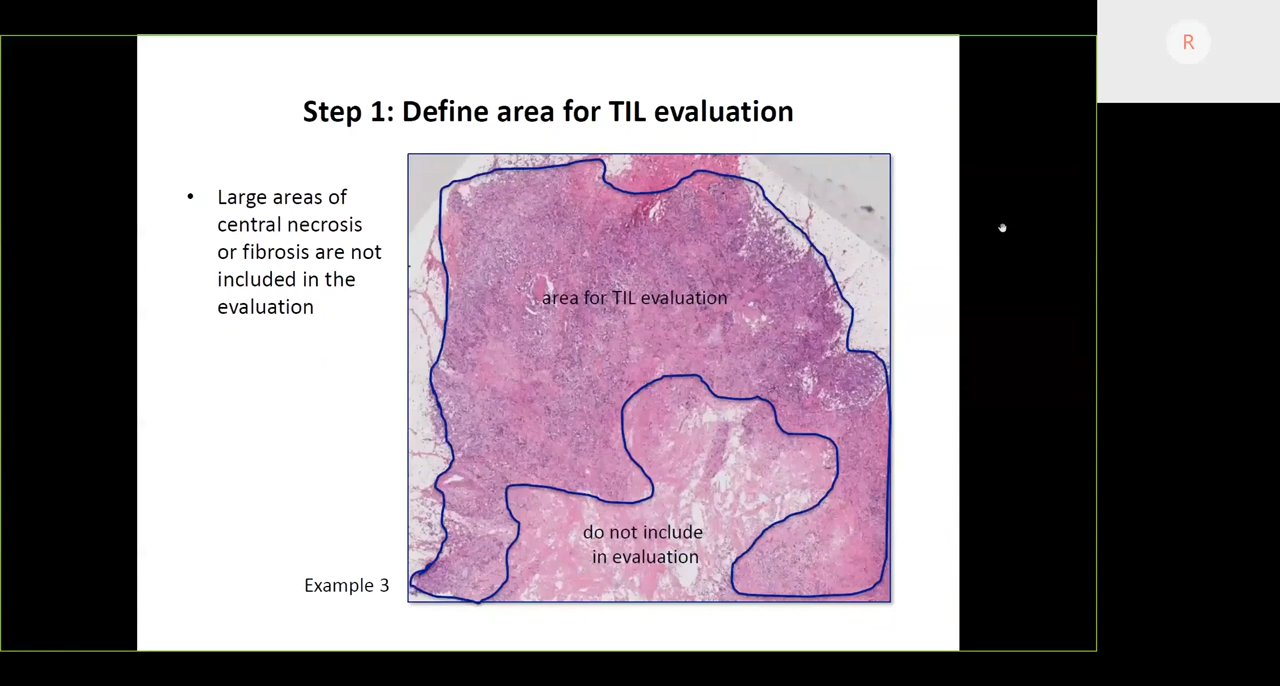 R
Step 1: Define area for TIL evaluation
• Large areas of
central necrosis
or fibrosis are not
included in the
evaluation
area for TIL evaluation
do not include
in evaluation
Example 3